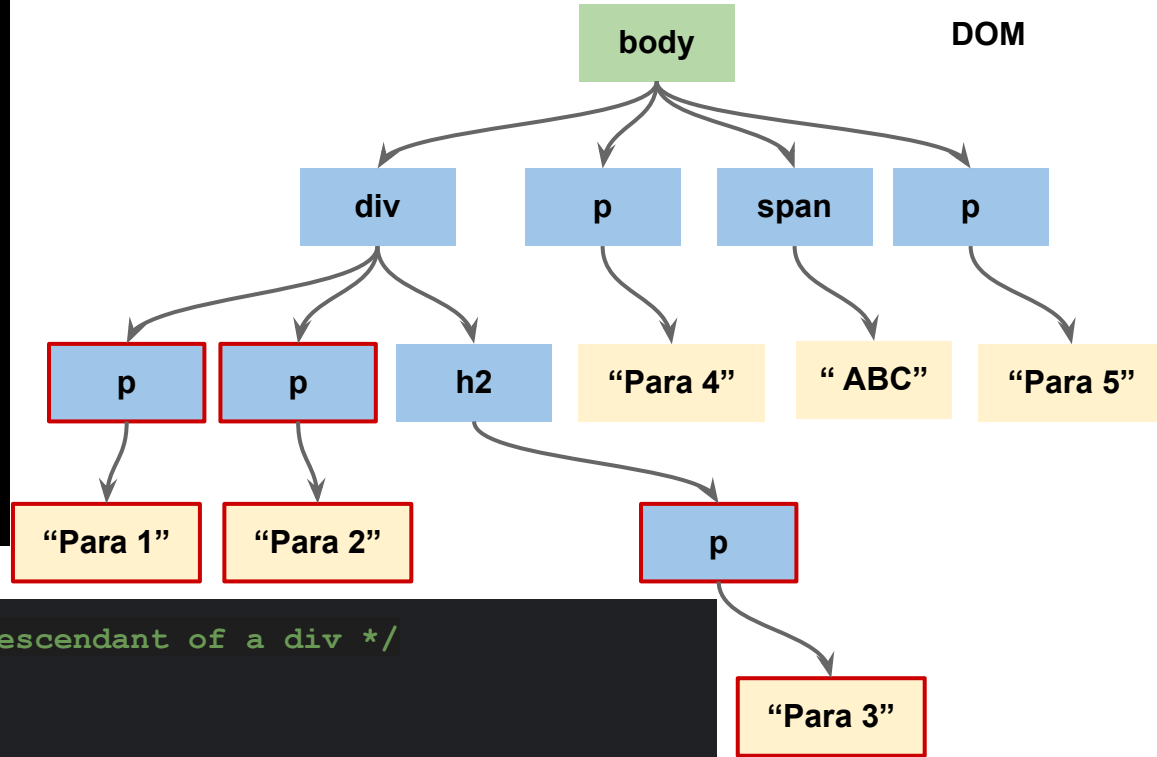 DOM
body
div
p
span
p
p
p
h2
“Para 4”
“ ABC”
“Para 5”
“Para 1”
“Para 2”
p
escendant of a div */
“Para 3”